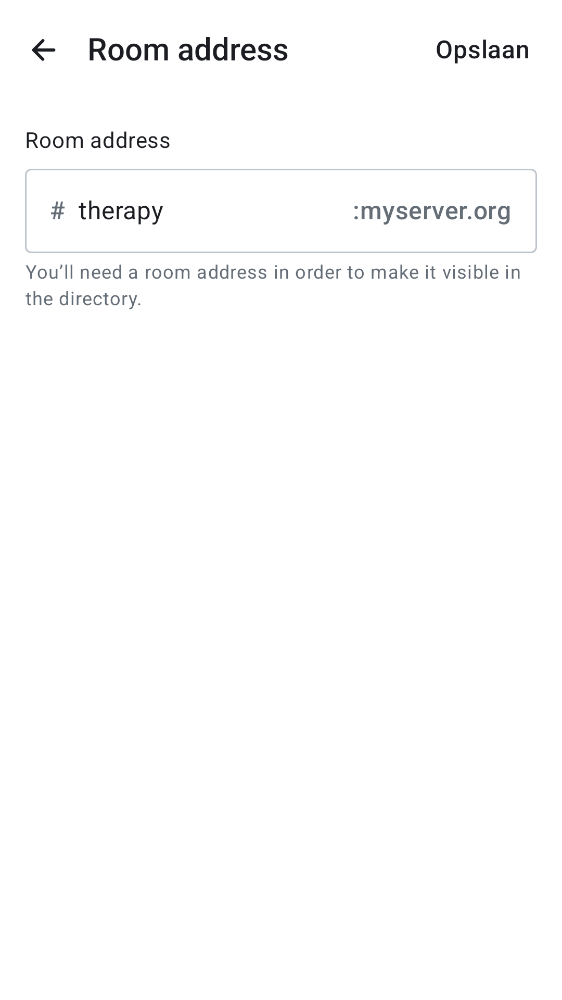 Room address Opslaan
Room address
# therapy :myserver.org
You’ll need a room address in order to make it visible in
the directory.